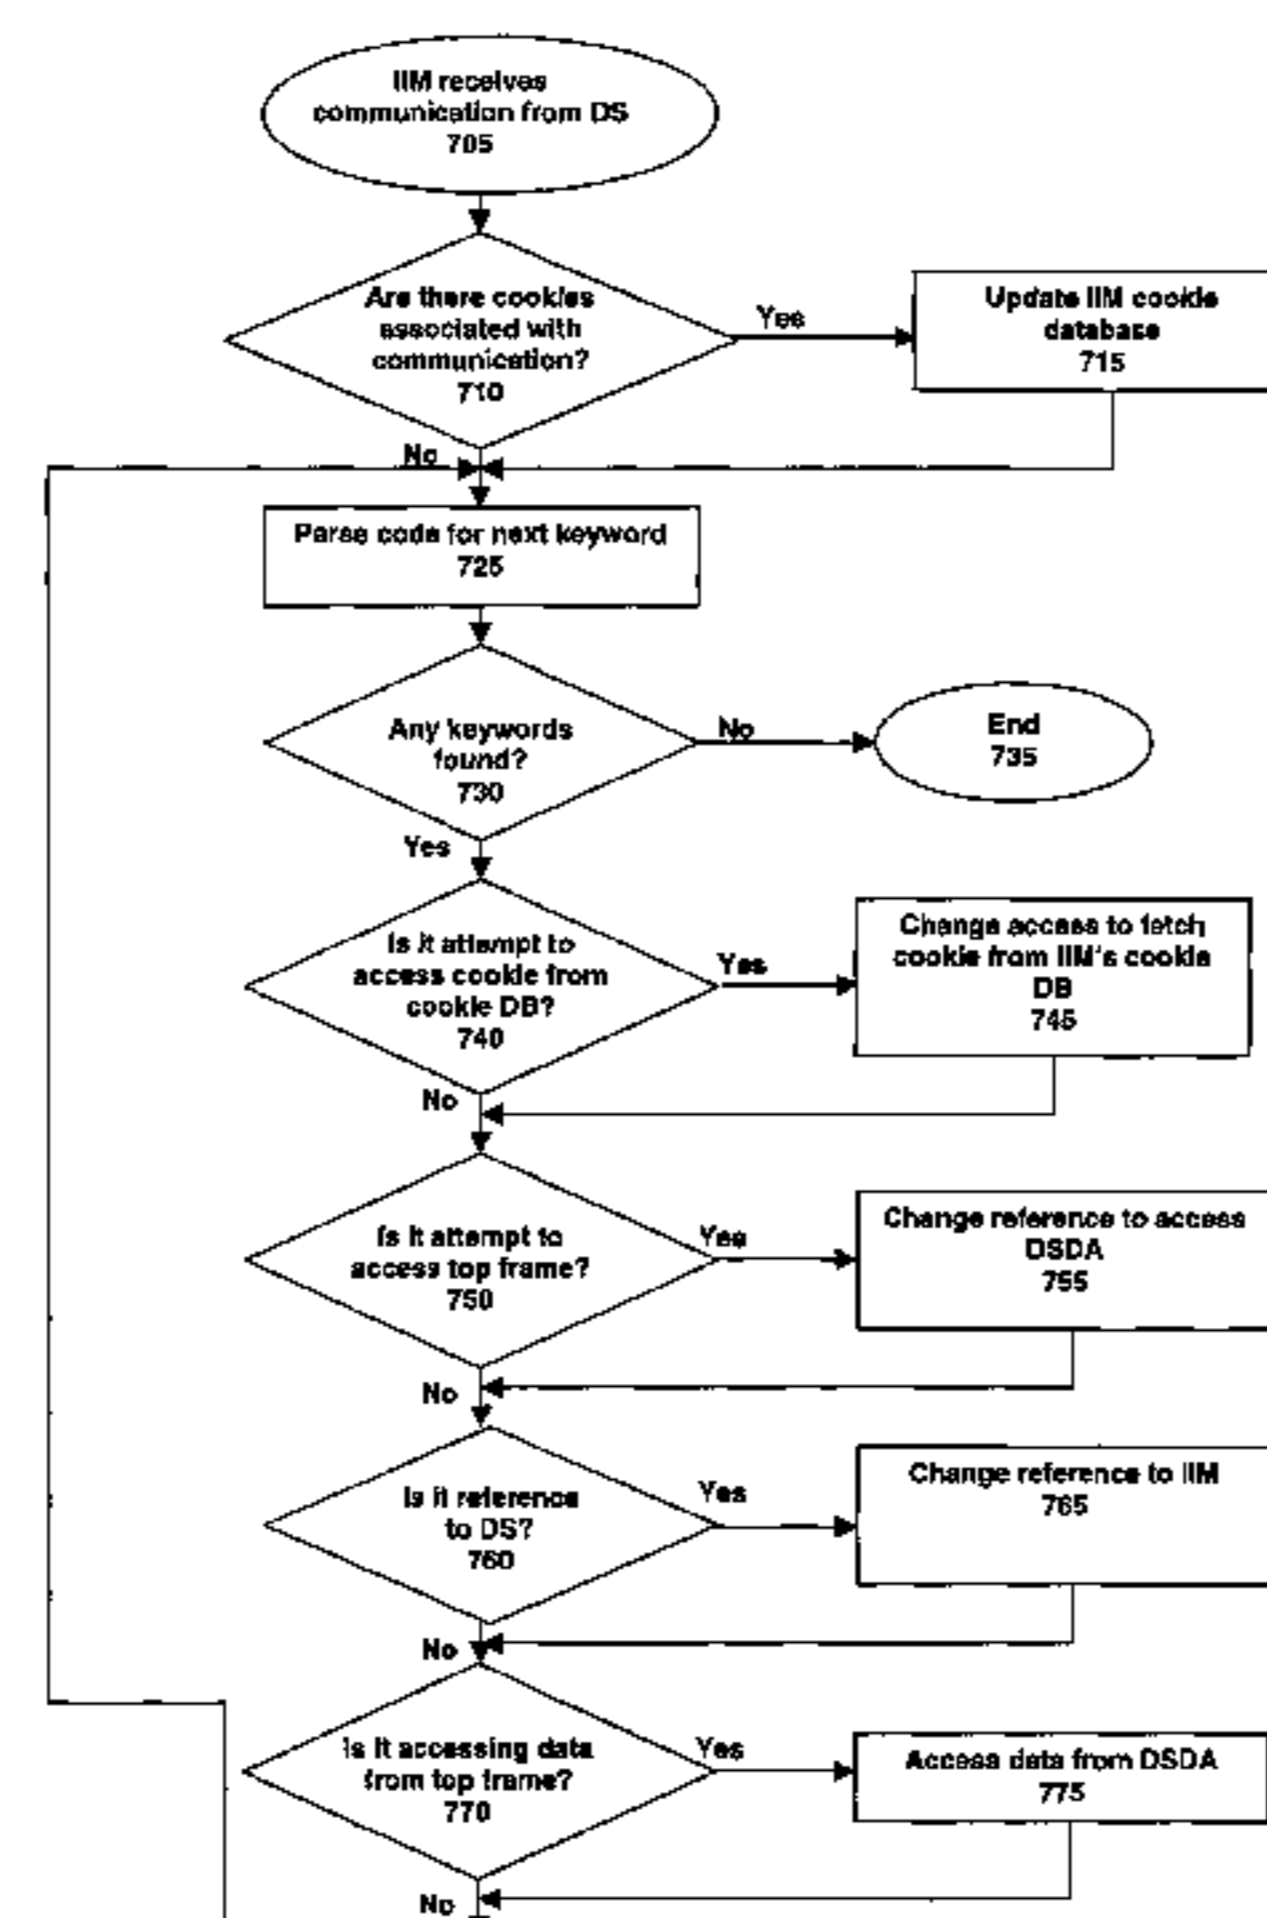 IIM receives
communication from DS
705
Are there cookies
associated with
communication?
710
Yes
Update IIM cookie
database
715
No
Parse code for next keyword
725
Any keywords
found?
730
No
End
735
Yes
Is it attempt to
access cookie from
cookie DB?
740
Yes
Change access to fetch
cookie from IIM's cookie
DB
745
No
Is it attempt to
access top frame?
750
Yes
Change reference to access
DSDA
755
No
Is it reference
to DS?
760
Yes
Change reference to IIM
765
No
Is it accessing data
from top frame?
770
Yes
Access data from DSDA
775
No